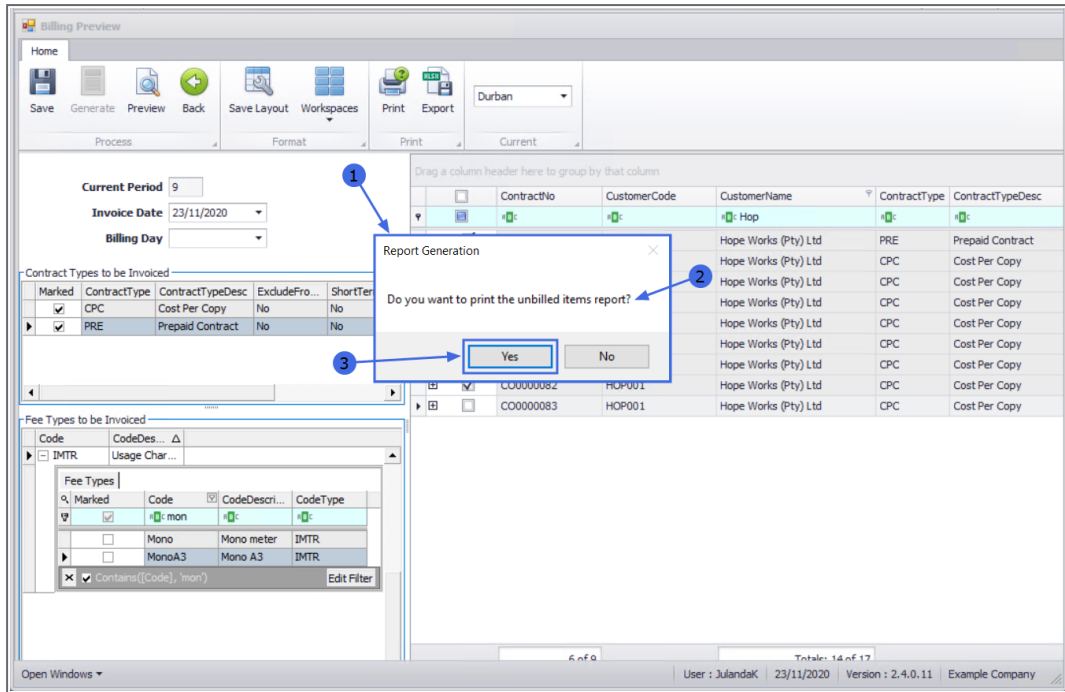 Billing Preview
Home
Save Generate Preview Back Save Layout Workspaces Print Export Durban
Process Format Print Current
Current Period 9
Invoice Date 23/11/2020
Billing Day
Contract Types to be Invoiced
Marked ContractType ContractTypeDesc ExcludeFro... ShortTer
CPC Cost Per Copy No No
PRE Prepaid Contract No No
Fee Types to be Invoiced
Code CodeDes...
IMTR Usage Char...
Fee Types
Marked Code CodeDescri... CodeType
mon
Mono Mono meter IMTR
MonoA3 Mono A3 IMTR
Contains([Code], 'mon') Edit Filter
Drag a column header here to group by that column
ContractNo CustomerCode CustomerName ContractType ContractTypeDesc
Hop
Hope Works (Pty) Ltd PRE Prepaid Contract
Hope Works (Pty) Ltd CPC Cost Per Copy
Hope Works (Pty) Ltd CPC Cost Per Copy
Hope Works (Pty) Ltd CPC Cost Per Copy
Hope Works (Pty) Ltd CPC Cost Per Copy
Hope Works (Pty) Ltd CPC Cost Per Copy
Hope Works (Pty) Ltd CPC Cost Per Copy
CO0000082 HOP001 Hope Works (Pty) Ltd CPC Cost Per Copy
CO0000083 HOP001 Hope Works (Pty) Ltd CPC Cost Per Copy
6 of 9 Totals: 14 of 17
1
Report Generation
2
Do you want to print the unbilled items report?
3
Yes No
Open Windows User : JulandaK 23/11/2020 Version : 2.4.0.11 Example Company